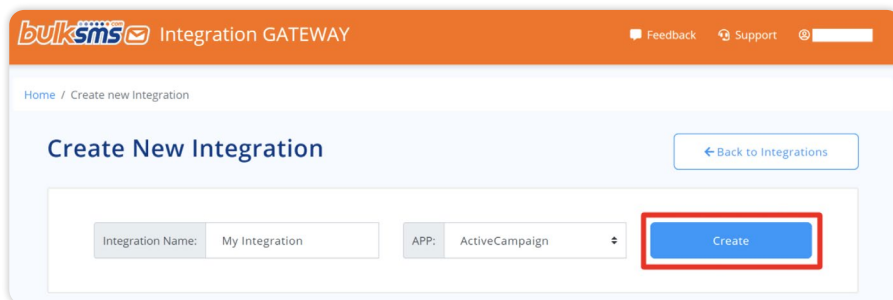 bulksms.com Integration GATEWAY Feedback Support
Home / Create new Integration
Create New Integration
Back to Integrations
Integration Name: My Integration APP: ActiveCampaign Create